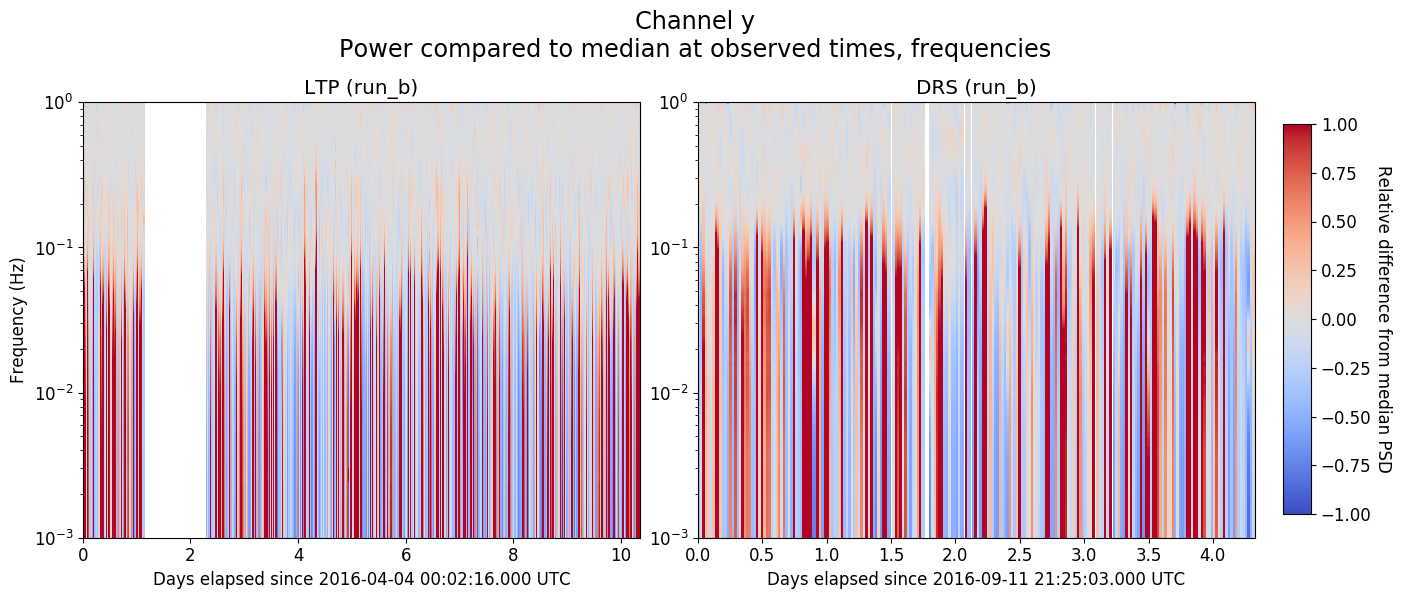 Channel y
Power compared to median at observed times, frequencies
LTP (run_b)
DRS (run_b)
Frequency (Hz)
10^0
10^-1
10^-2
10^-3
0 2 4 6 8 10
Days elapsed since 2016-04-04 00:02:16.000 UTC
10^0
10^-1
10^-2
10^-3
0.0 0.5 1.0 1.5 2.0 2.5 3.0 3.5 4.0
Days elapsed since 2016-09-11 21:25:03.000 UTC
1.00
0.75
0.50
0.25
0.00
−0.25
−0.50
−0.75
−1.00
Relative difference from median PSD